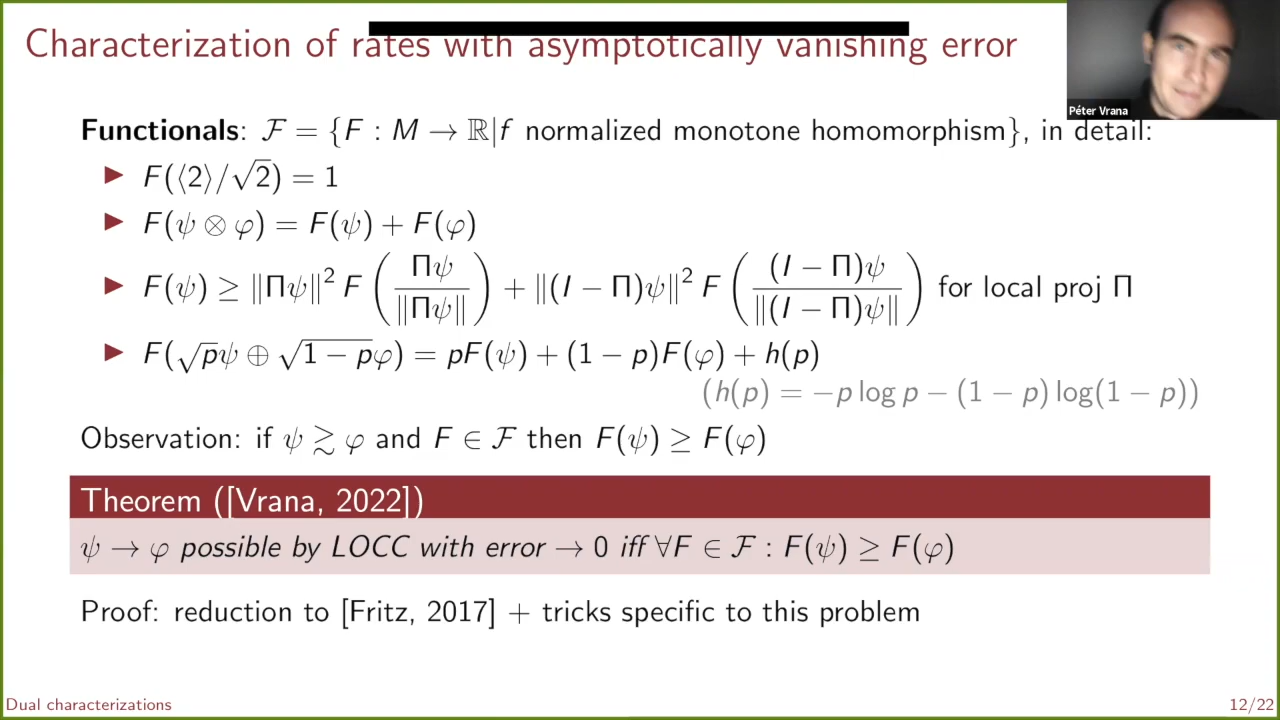 Characterization of rates with asymptotically vanishing error
Péter Vrana
Functionals: ℱ = {F : M → ℝ|f normalized monotone homomorphism}, in detail:
▶ F(⟨2⟩/√2) = 1
▶ F(ψ ⊗ φ) = F(ψ) + F(φ)
▶ F(ψ) ≥ ‖Πψ‖² F(Πψ/‖Πψ‖) + ‖(I − Π)ψ‖² F((I − Π)ψ/‖(I − Π)ψ‖) for local proj Π
▶ F(√p ψ ⊕ √(1 − p) φ) = pF(ψ) + (1 − p)F(φ) + h(p)
(h(p) = −p log p − (1 − p) log(1 − p))
Observation: if ψ ≳ φ and F ∈ ℱ then F(ψ) ≥ F(φ)
Theorem ([Vrana, 2022])
ψ → φ possible by LOCC with error → 0 iff ∀F ∈ ℱ : F(ψ) ≥ F(φ)
Proof: reduction to [Fritz, 2017] + tricks specific to this problem
Dual characterizations
12/22